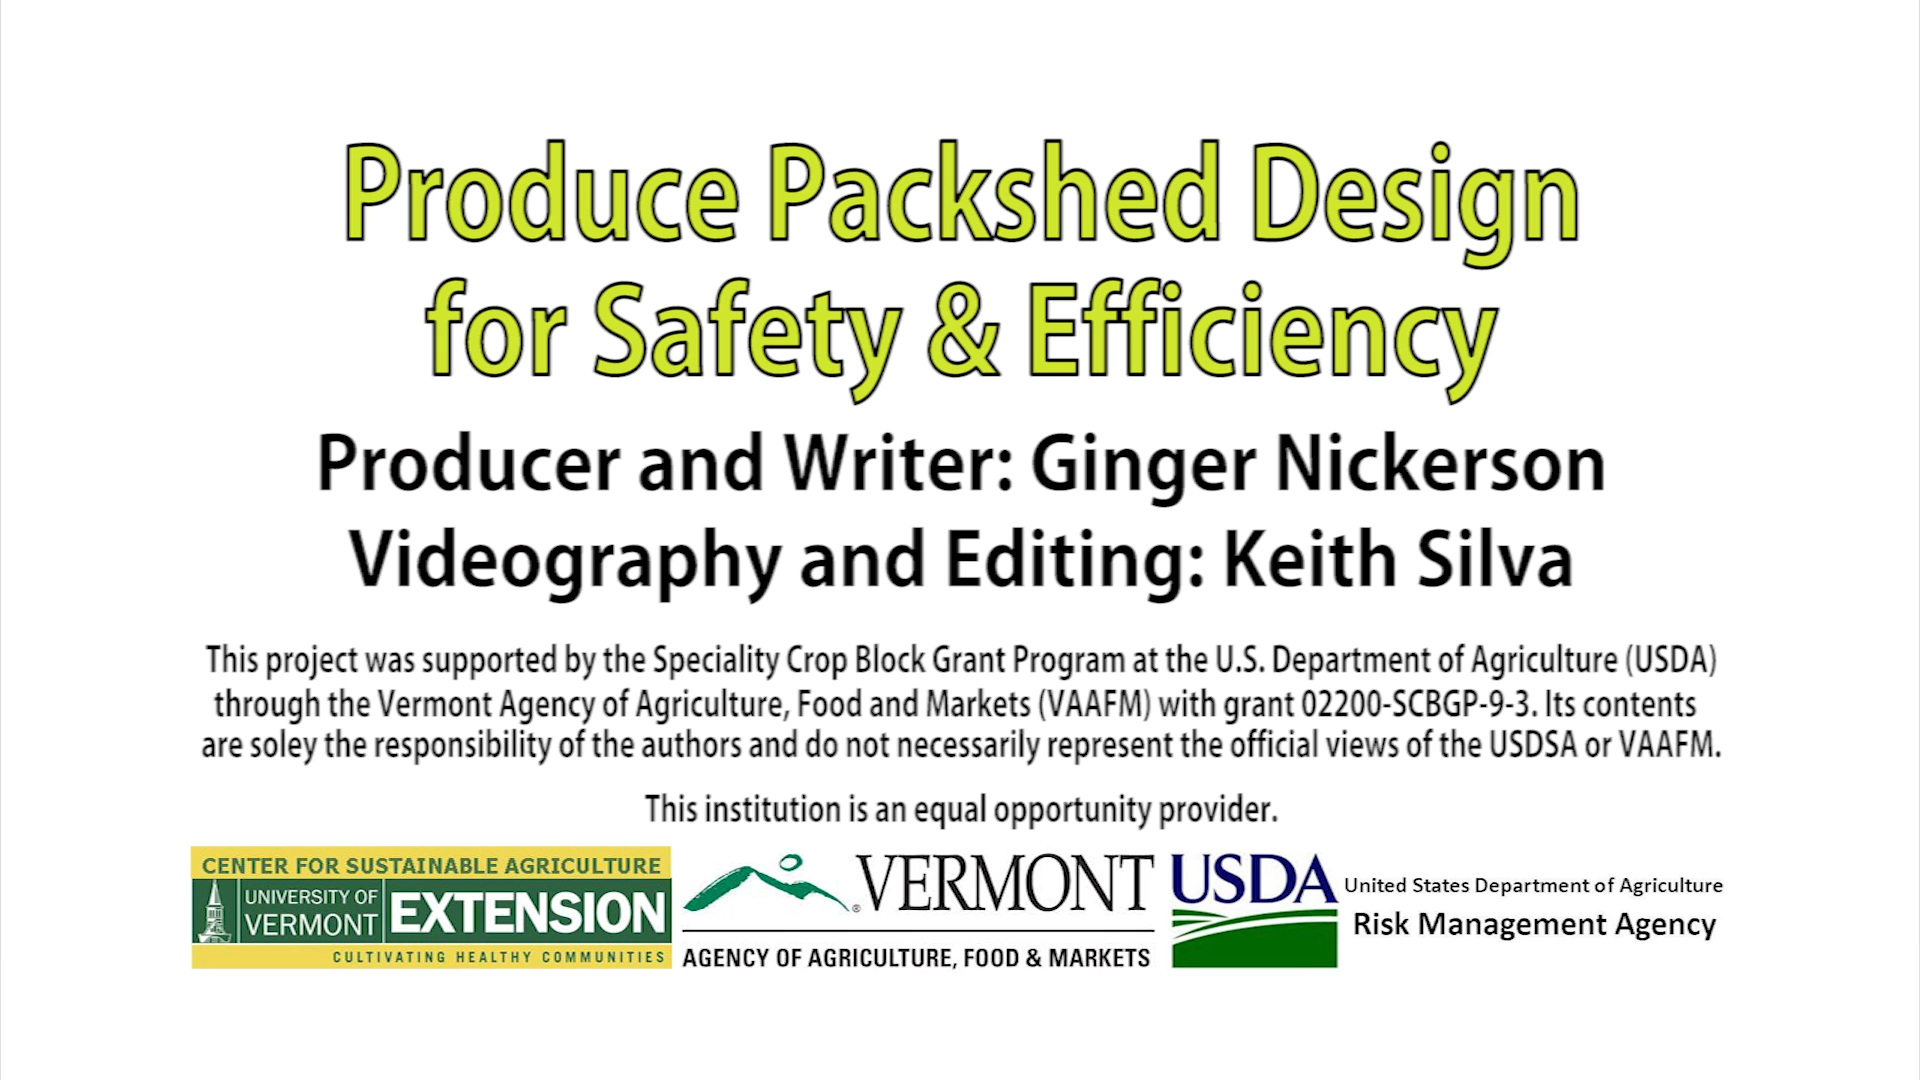 Produce Packshed Design
for Safety & Efficiency
Producer and Writer: Ginger Nickerson
Videography and Editing: Keith Silva
This project was supported by the Speciality Crop Block Grant Program at the U.S. Department of Agriculture (USDA)
through the Vermont Agency of Agriculture, Food and Markets (VAAFM) with grant 02200-SCBGP-9-3. Its contents
are soley the responsibility of the authors and do not necessarily represent the official views of the USDSA or VAAFM.
This institution is an equal opportunity provider.
CENTER FOR SUSTAINABLE AGRICULTURE
UNIVERSITY OF
VERMONT
EXTENSION
CULTIVATING HEALTHY COMMUNITIES
VERMONT
AGENCY OF AGRICULTURE, FOOD & MARKETS
USDA
United States Department of Agriculture
Risk Management Agency